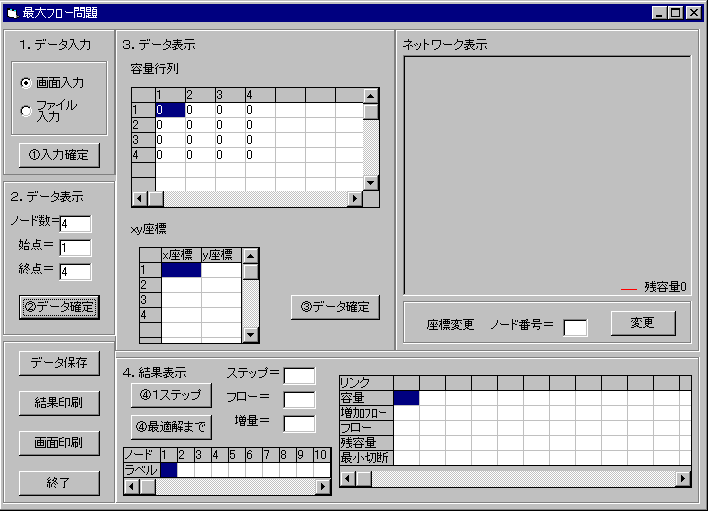 最大フロー問題
1．データ入力
画面入力
ファイル
入力
①入力確定
2．データ表示
ノード数= 4
始点＝ 1
終点＝ 4
②データ確定
データ保存
結果印刷
画面印刷
終了
3．データ表示
容量行列
1 2 3 4
1 0 0 0 0
2 0 0 0 0
3 0 0 0 0
4 0 0 0 0
xy座標
x座標 y座標
1
2
3
4
③データ確定
ネットワーク表示
残容量0
座標変更 ノード番号＝ 変更
4．結果表示
④1ステップ
④最適解まで
ステップ＝
フロー＝
増量＝
ノード 1 2 3 4 5 6 7 8 9 10
ラベル
リンク
容量
増加フロー
フロー
残容量
最小切断